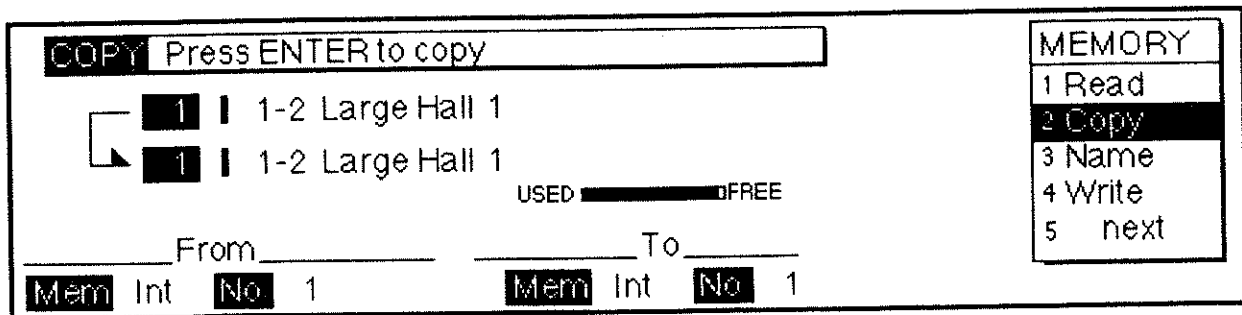 COPY Press ENTER to copy
1 I 1-2 Large Hall 1
1 I 1-2 Large Hall 1
USED FREE
From To
Mem Int No 1 Mem Int No 1
MEMORY
1 Read
2 Copy
3 Name
4 Write
5 next